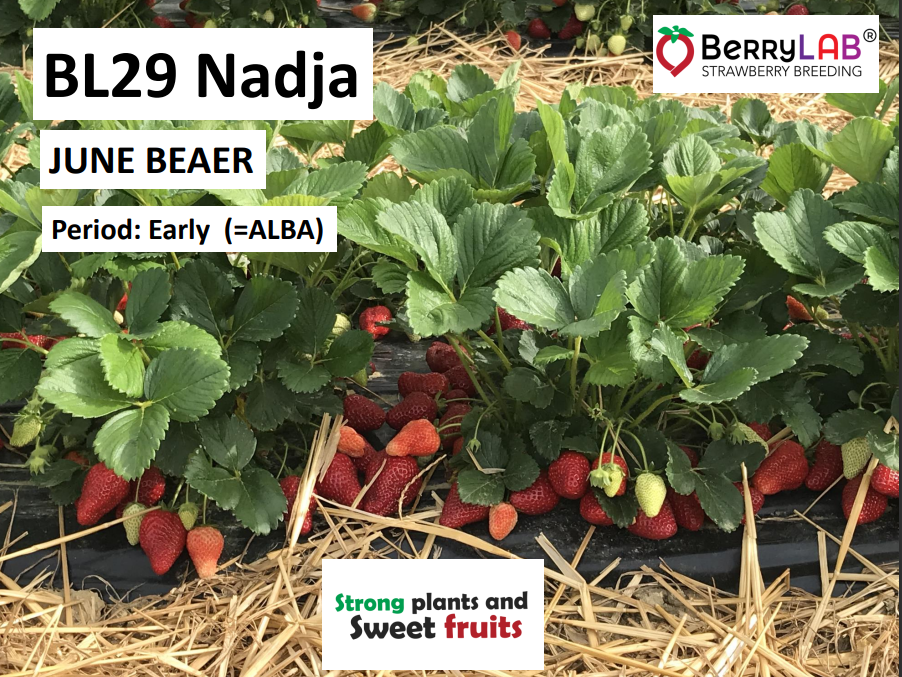 BL29 Nadja
BERRYLAB®
STRAWBERRY BREEDING
JUNE BEAER
Period: Early (=ALBA)
Strong plants and
Sweet fruits